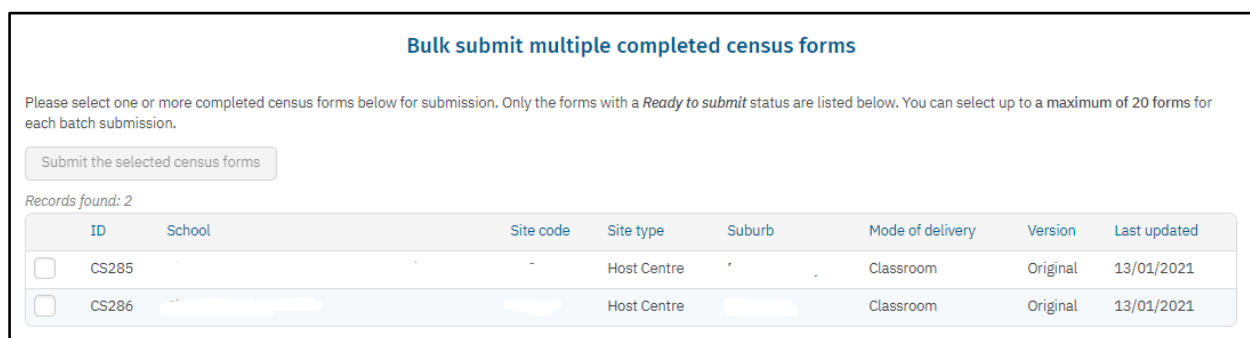 Bulk submit multiple completed census forms
Please select one or more completed census forms below for submission. Only the forms with a Ready to submit status are listed below. You can select up to a maximum of 20 forms for
each batch submission.
Submit the selected census forms
Records found: 2
ID School Site code Site type Suburb Mode of delivery Version Last updated
CS285 Host Centre Classroom Original 13/01/2021
CS286 Host Centre Classroom Original 13/01/2021